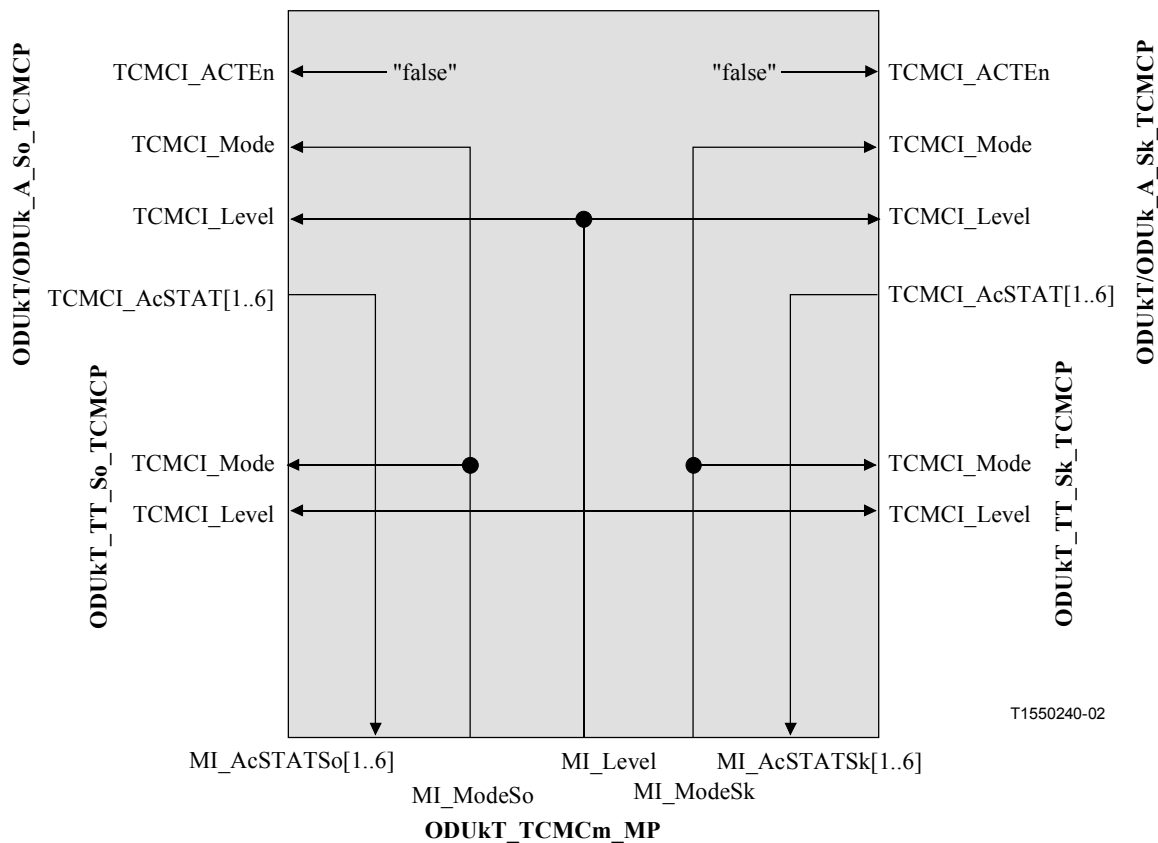 ODUkT/ODUk_A_So_TCMCP
TCMCI_ACTEn
"false"
"false"
TCMCI_ACTEn
TCMCI_Mode
TCMCI_Mode
TCMCI_Level
TCMCI_Level
TCMCI_AcSTAT[1..6]
TCMCI_AcSTAT[1..6]
ODUkT/ODUk_A_Sk_TCMCP
ODUkT_TT_So_TCMCP
TCMCI_Mode
TCMCI_Mode
TCMCI_Level
TCMCI_Level
ODUkT_TT_Sk_TCMCP
T1550240-02
MI_AcSTATSo[1..6]
MI_Level
MI_AcSTATSk[1..6]
MI_ModeSo
MI_ModeSk
ODUkT_TCMCm_MP